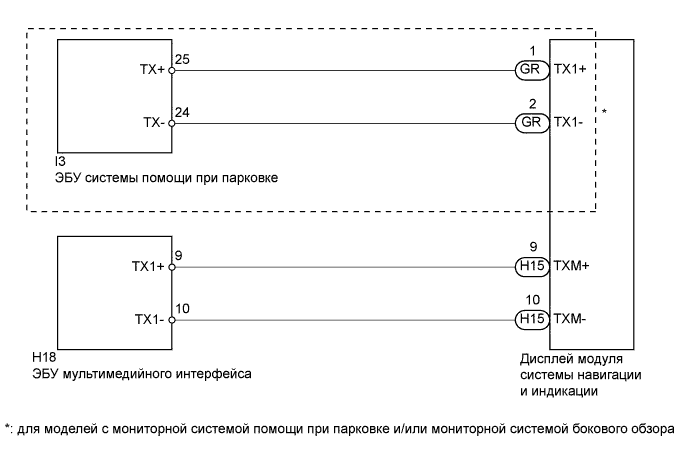 1
25
TX+
GR
TX1+
2
*
24
TX-
GR
TX1-
I3
ЭБУ системы помощи при парковке
9
9
TX1+
H15
TXM+
10
10
TX1-
H15
TXM-
H18
ЭБУ мультимедийного интерфейса
Дисплей модуля
системы навигации
и индикации
*: для моделей с мониторной системой помощи при парковке и/или мониторной системой бокового обзора